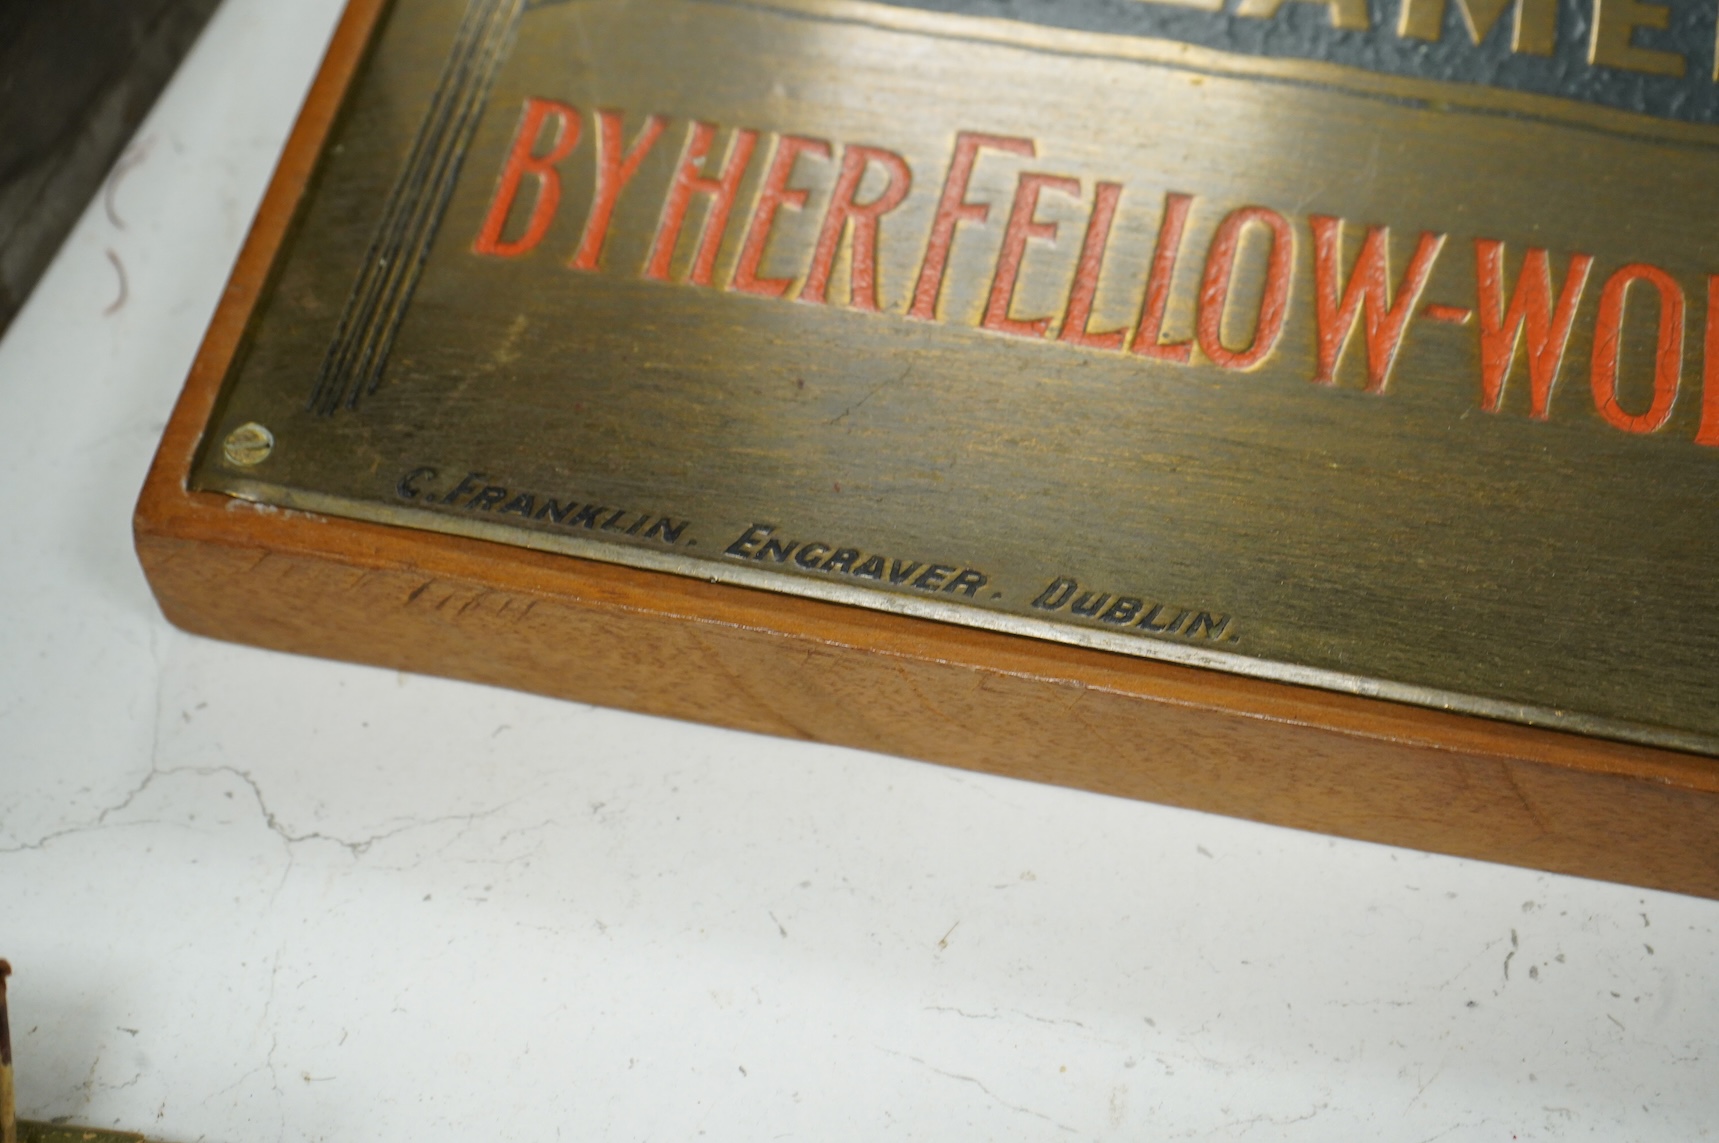 BY HER FELLOW-WO
C. FRANKLIN. ENGRAVER. DUBLIN.